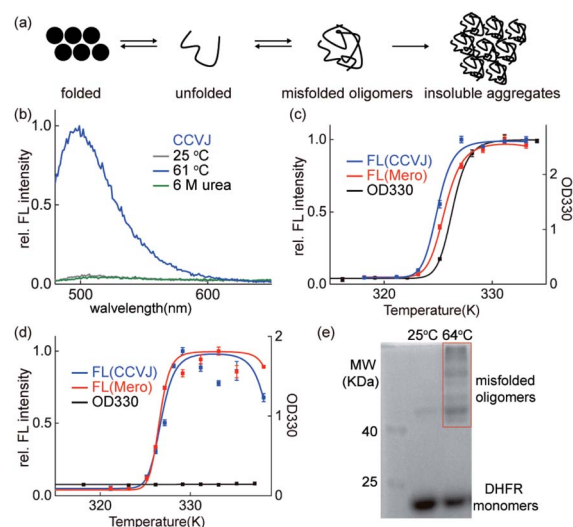 (a)
folded
unfolded
misfolded oligomers
insoluble aggregates
(b)
rel. FL intensity
1.0
0.5
0.0
CCVJ
25 °C
61 °C
6 M urea
500
600
wavelength(nm)
(c)
rel. FL intensity
1.0
0.5
0.0
FL(CCVJ)
FL(Mero)
OD330
2
1
0
OD330
320
330
Temperature(K)
(d)
rel. FL intensity
1.0
0.5
0.0
FL(CCVJ)
FL(Mero)
OD330
2
1
0
OD330
320
330
Temperature(K)
(e)
25°C 64°C
MW
(KDa)
misfolded
oligomers
40
25
DHFR
monomers